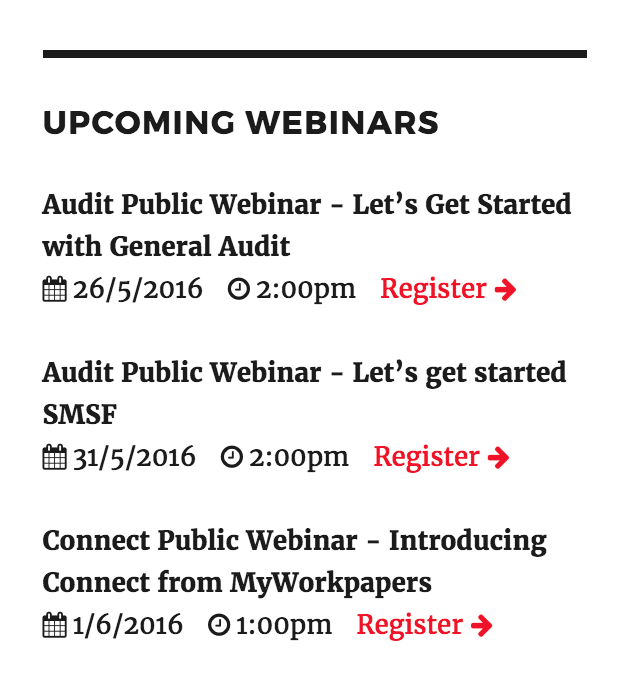 UPCOMING WEBINARS
Audit Public Webinar - Let’s Get Started
with General Audit
26/5/2016 2:00pm Register
Audit Public Webinar - Let’s get started
SMSF
31/5/2016 2:00pm Register
Connect Public Webinar - Introducing
Connect from MyWorkpapers
1/6/2016 1:00pm Register